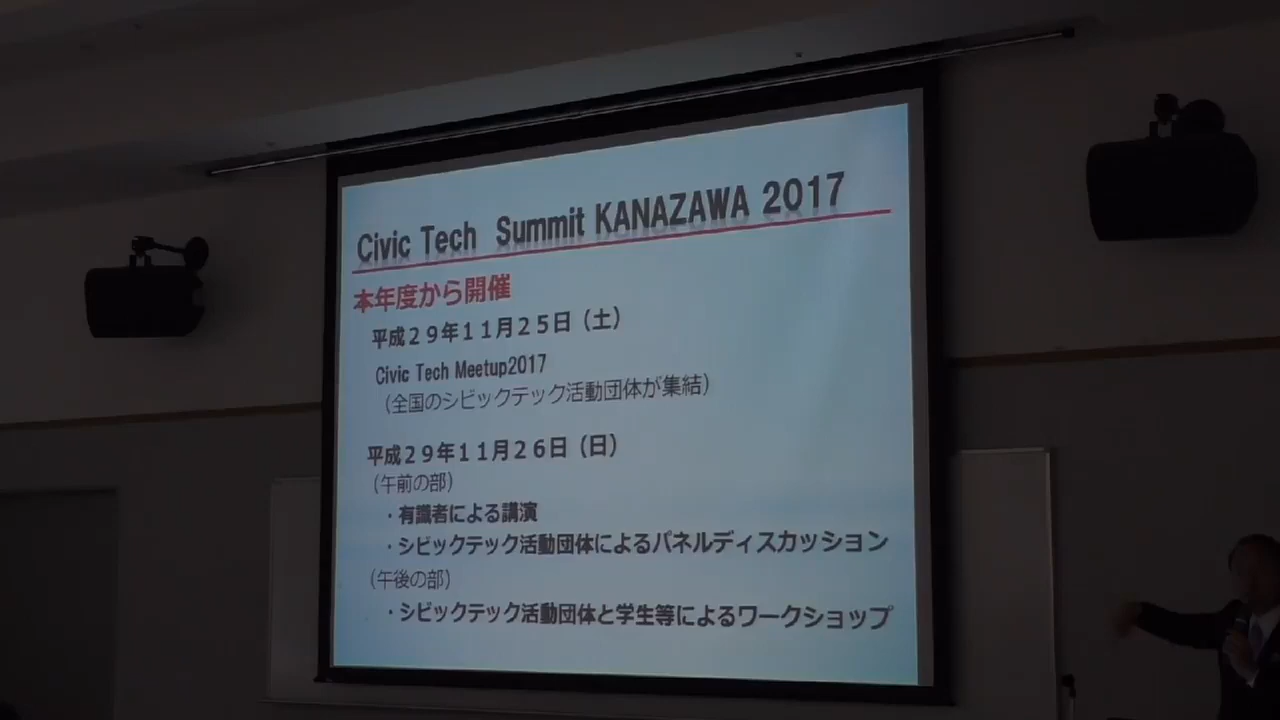 Civic Tech Summit KANAZAWA 2017
本年度から開催
平成29年11月25日（土）
Civic Tech Meetup2017
（全国のシビックテック活動団体が集結）
平成29年11月26日（日）
（午前の部）
・有識者による講演
・シビックテック活動団体によるパネルディスカッション
（午後の部）
・シビックテック活動団体と学生等によるワークショップ